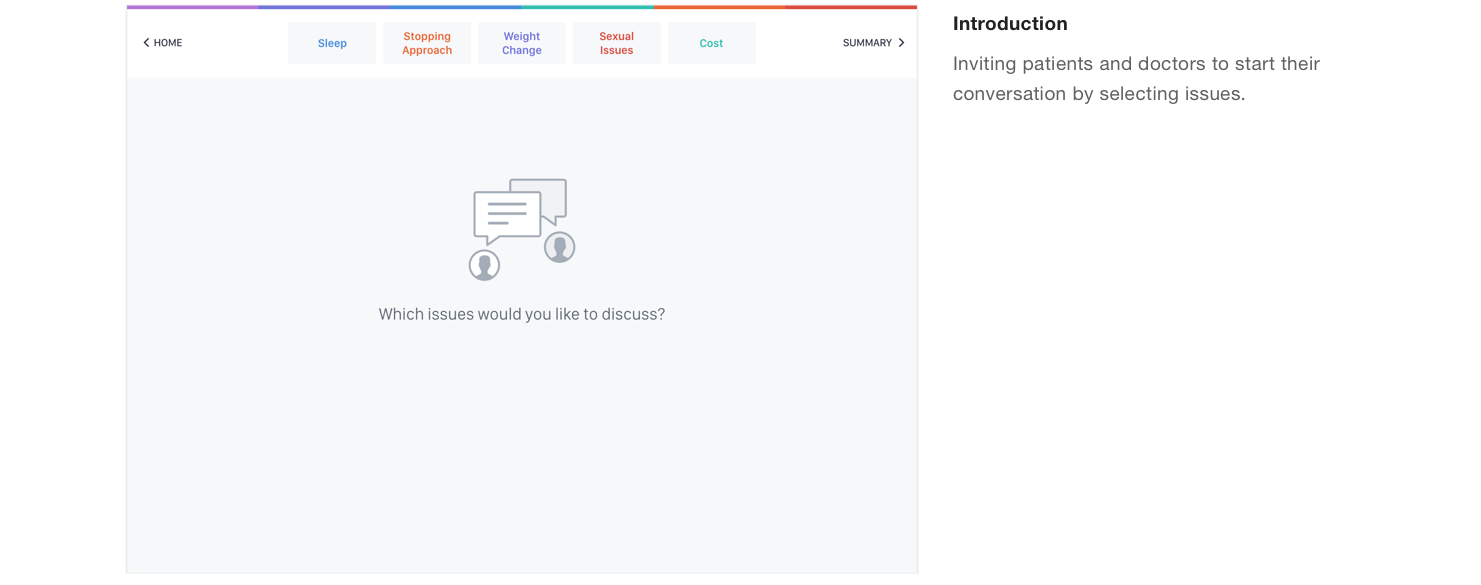 HOME
Sleep
Stopping
Approach
Weight
Change
Sexual
Issues
Cost
SUMMARY
Which issues would you like to discuss?
Introduction
Inviting patients and doctors to start their
conversation by selecting issues.